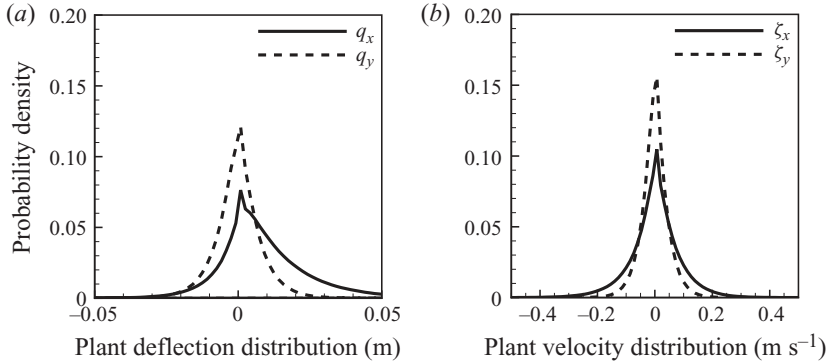 (a)
0.20
q_x
q_y
0.15
0.10
0.05
0
Probability density
−0.05
0
0.05
Plant deflection distribution (m)
(b)
0.20
ζ_x
ζ_y
0.15
0.10
0.05
0
−0.4
−0.2
0
0.2
0.4
Plant velocity distribution (m s⁻¹)